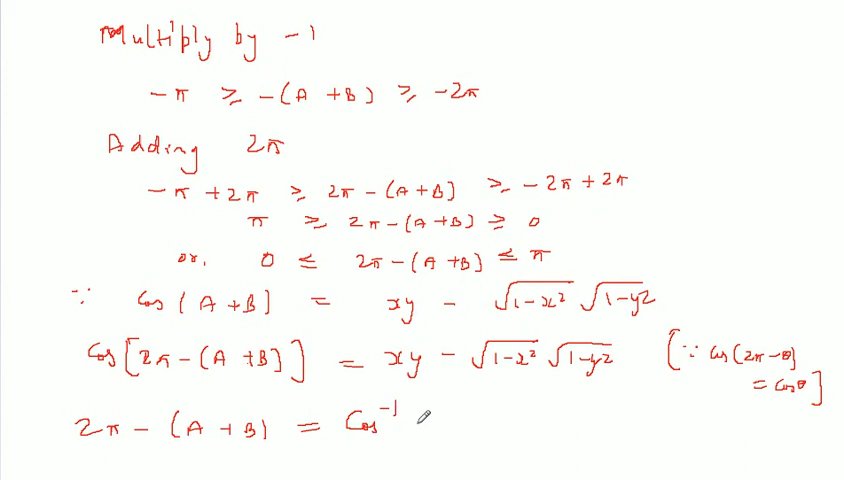 Multiply by -1
-π ≥ -(A+B) ≥ -2π
Adding 2π
-π+2π ≥ 2π-(A+B) ≥ -2π+2π
π ≥ 2π-(A+B) ≥ 0
or, 0 ≤ 2π-(A+B) ≤ π
∵ Cos(A+B) = xy - √1-x² √1-y²
Cos[2π-(A+B)] = xy - √1-x² √1-y² [∵ Cos(2π-θ)
= Cosθ]
2π-(A+B) = Cos⁻¹